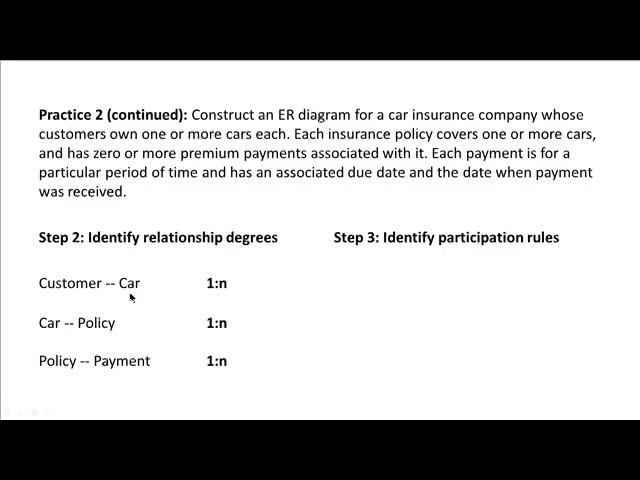 Practice 2 (continued): Construct an ER diagram for a car insurance company whose
customers own one or more cars each. Each insurance policy covers one or more cars,
and has zero or more premium payments associated with it. Each payment is for a
particular period of time and has an associated due date and the date when payment
was received.
Step 2: Identify relationship degrees
Step 3: Identify participation rules
Customer -- Car 1:n
Car -- Policy 1:n
Policy -- Payment 1:n